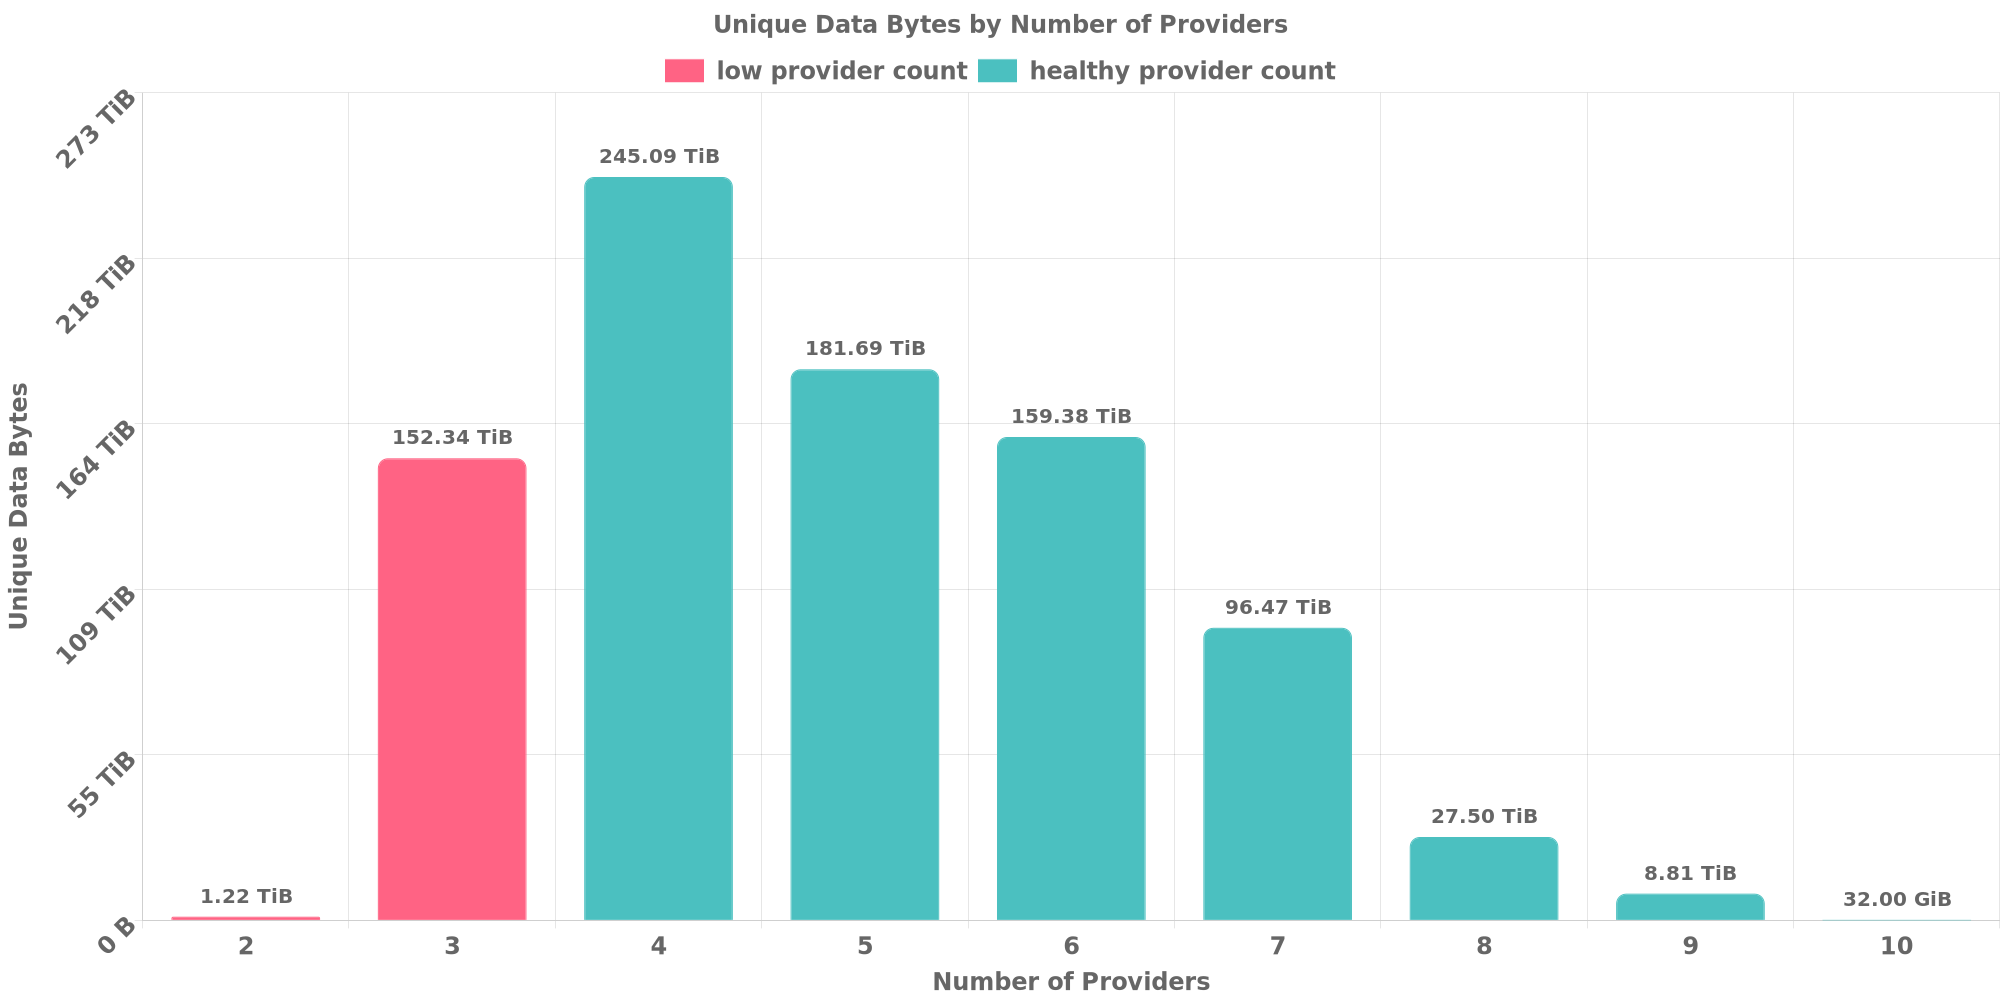 Unique Data Bytes by Number of Providers
low provider count healthy provider count
273 TiB
218 TiB
164 TiB
109 TiB
55 TiB
0 B
Unique Data Bytes
1.22 TiB
152.34 TiB
245.09 TiB
181.69 TiB
159.38 TiB
96.47 TiB
27.50 TiB
8.81 TiB
32.00 GiB
2 3 4 5 6 7 8 9 10
Number of Providers